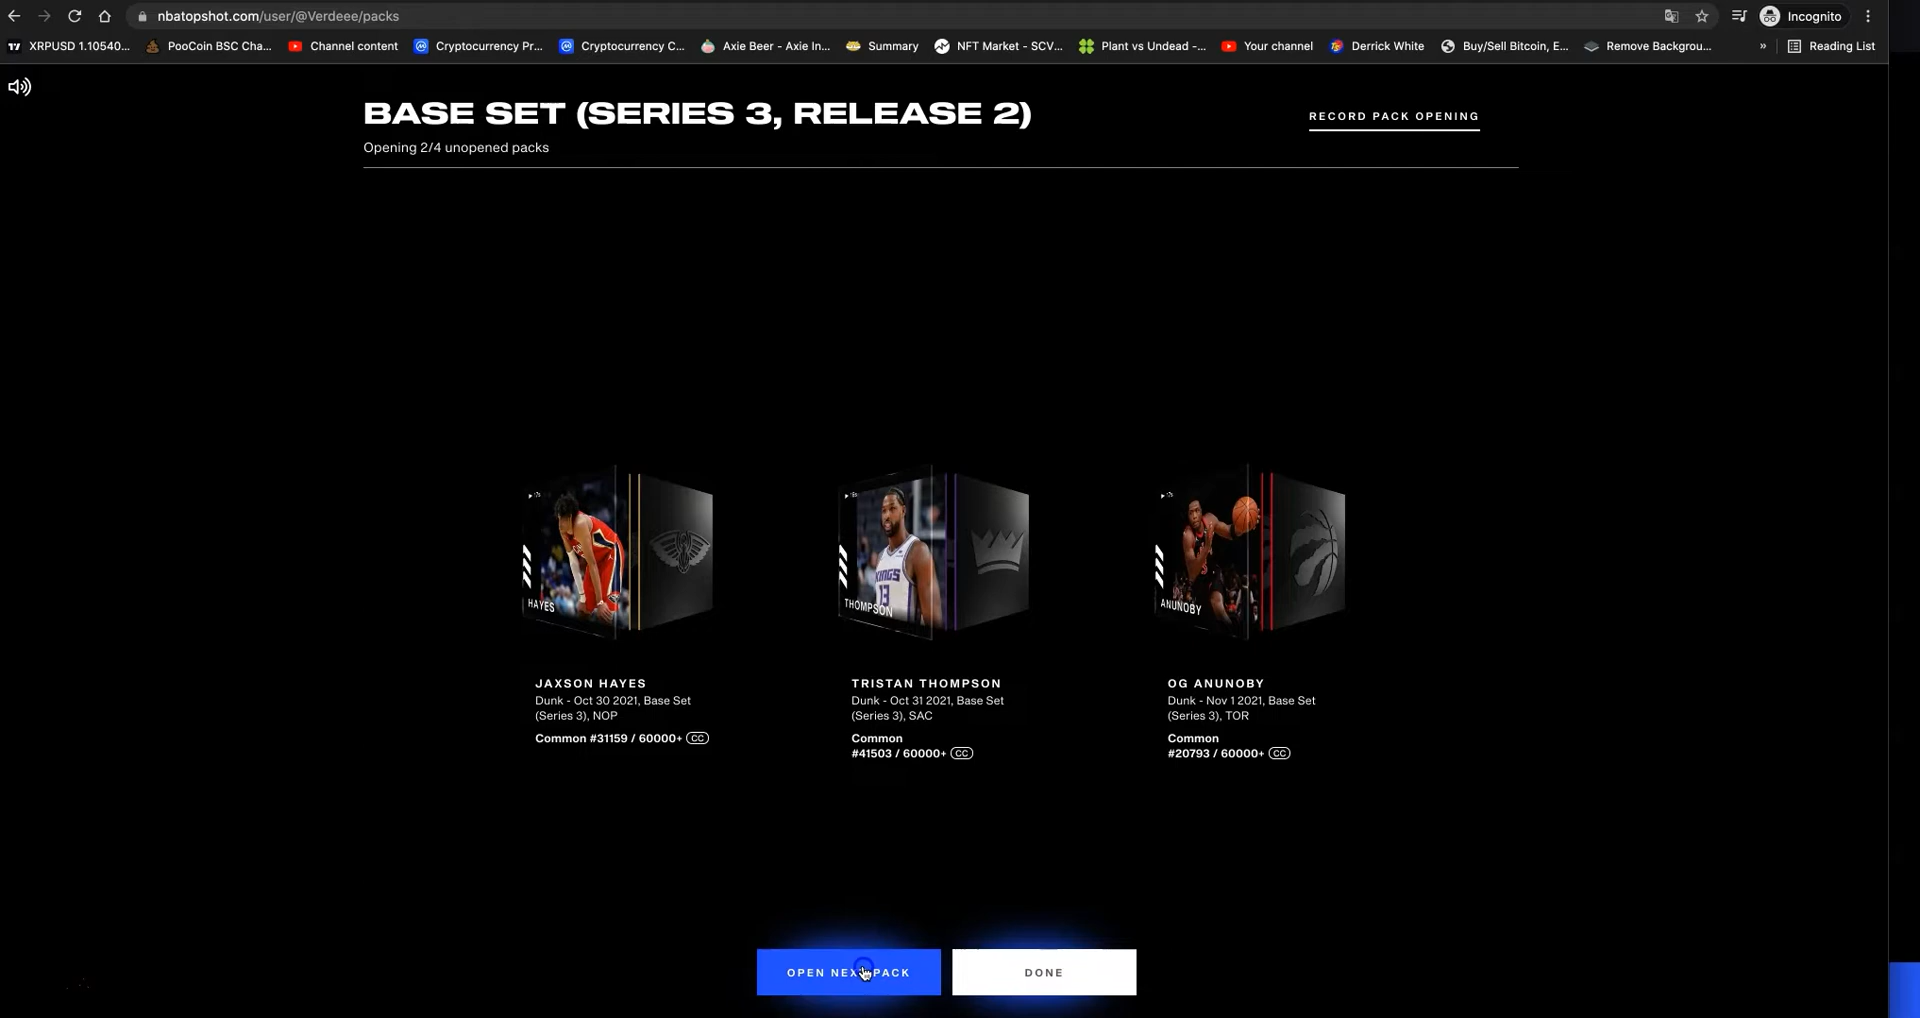 nbatopshot.com/user/@Verdeee/packs
Incognito
XRPUSD 1.10540...
PooCoin BSC Cha...
Channel content
Cryptocurrency Pr...
Cryptocurrency C...
Axie Beer - Axie In...
Summary
NFT Market - SCV...
Plant vs Undead -...
Your channel
Derrick White
Buy/Sell Bitcoin, E...
Remove Backgrou...
»
Reading List
BASE SET (SERIES 3, RELEASE 2)
RECORD PACK OPENING
Opening 2/4 unopened packs
HAYES
THOMPSON
ANUNOBY
KINGS
13
JAXSON HAYES
Dunk - Oct 30 2021, Base Set
(Series 3), NOP
Common #31159 / 60000+ CC
TRISTAN THOMPSON
Dunk - Oct 31 2021, Base Set
(Series 3), SAC
Common
#41503 / 60000+ CC
OG ANUNOBY
Dunk - Nov 1 2021, Base Set
(Series 3), TOR
Common
#20793 / 60000+ CC
OPEN NEXT PACK
DONE